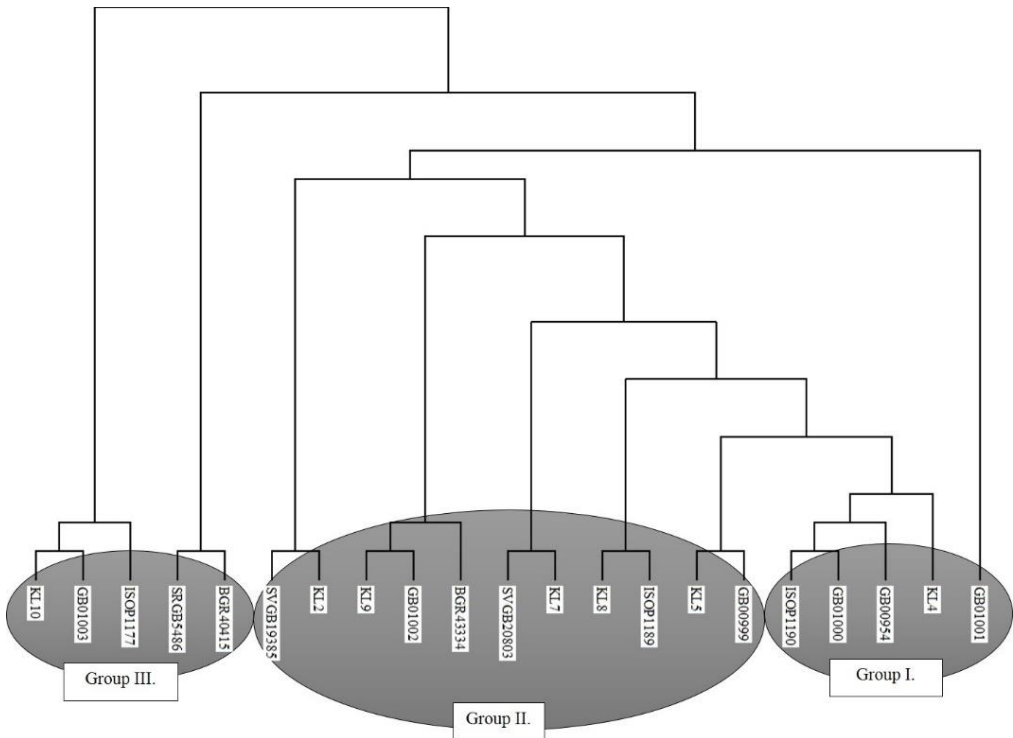 KL10
GB01003
ISOP1177
SRGB5486
BGR40415
SVGB19385
KL2
KL9
GB01002
BGR43334
SVGB20803
KL7
KL8
ISOP1189
KL5
GB00999
ISOP1190
GB01000
GB00954
KL4
GB01001
Group III.
Group II.
Group I.